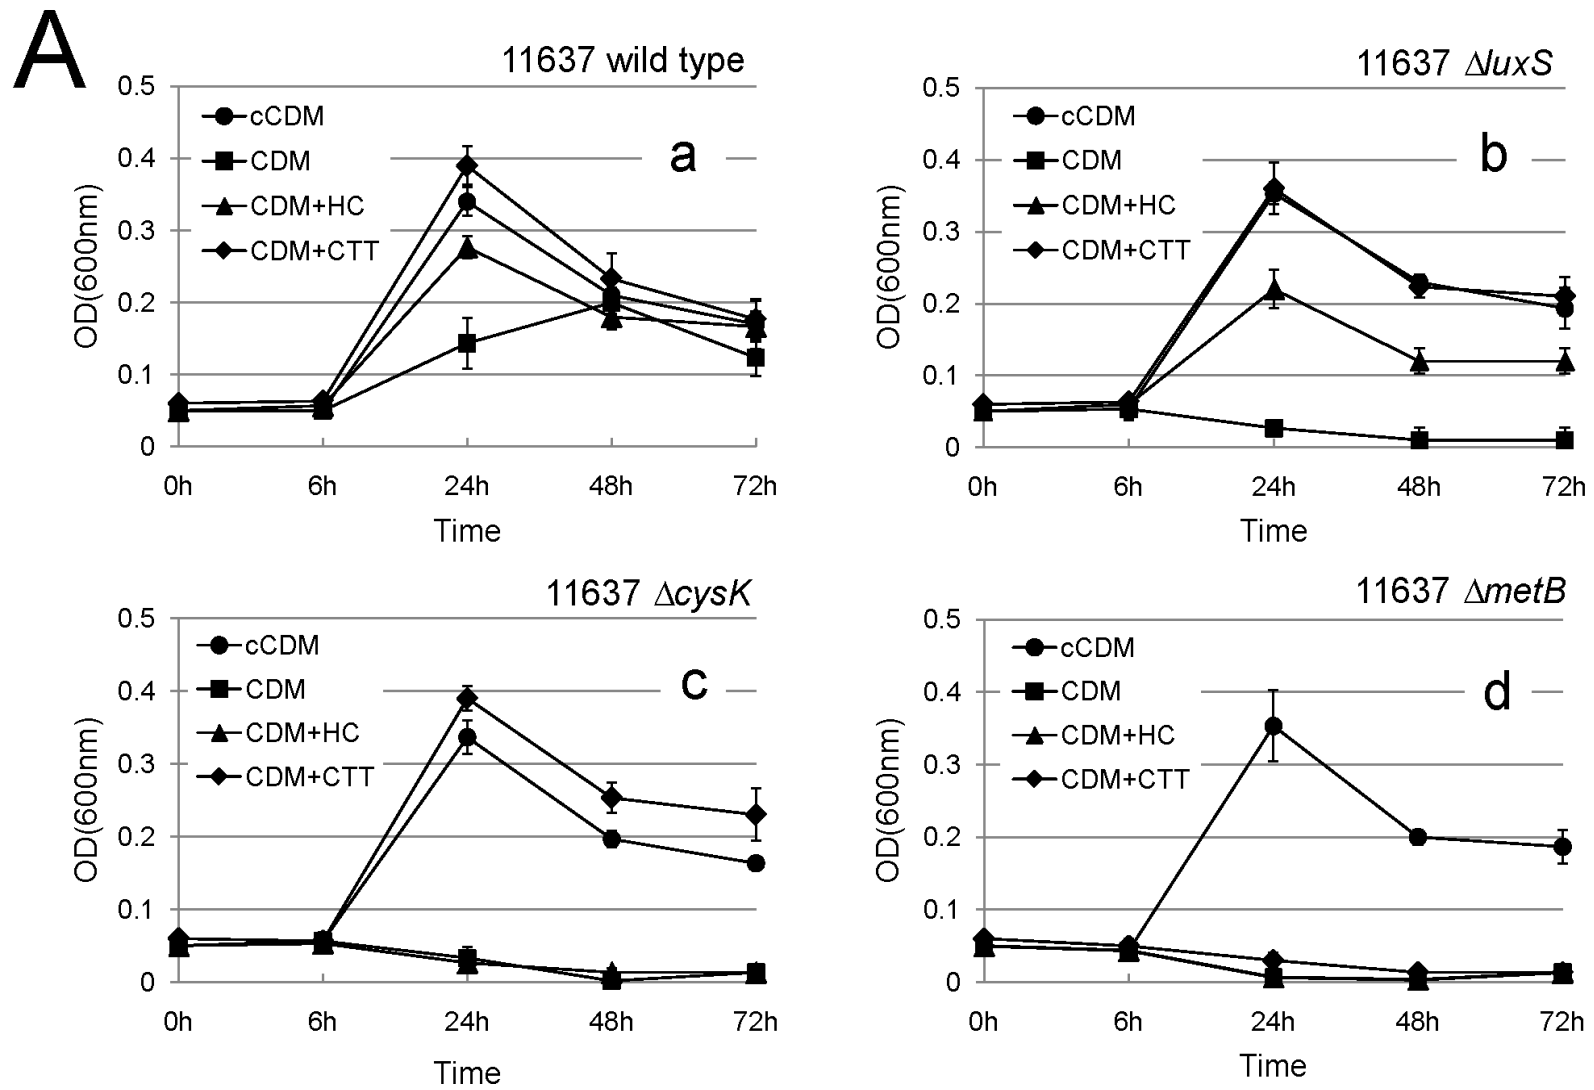 A
11637 wild type
0.5
0.4
0.3
0.2
0.1
0
OD(600nm)
cCDM
CDM
CDM+HC
CDM+CTT
a
0h 6h 24h 48h 72h
Time
11637 ΔluxS
0.5
0.4
0.3
0.2
0.1
0
OD(600nm)
cCDM
CDM
CDM+HC
CDM+CTT
b
0h 6h 24h 48h 72h
Time
11637 ΔcysK
0.5
0.4
0.3
0.2
0.1
0
OD(600nm)
cCDM
CDM
CDM+HC
CDM+CTT
c
0h 6h 24h 48h 72h
Time
11637 ΔmetB
0.5
0.4
0.3
0.2
0.1
0
OD(600nm)
cCDM
CDM
CDM+HC
CDM+CTT
d
0h 6h 24h 48h 72h
Time